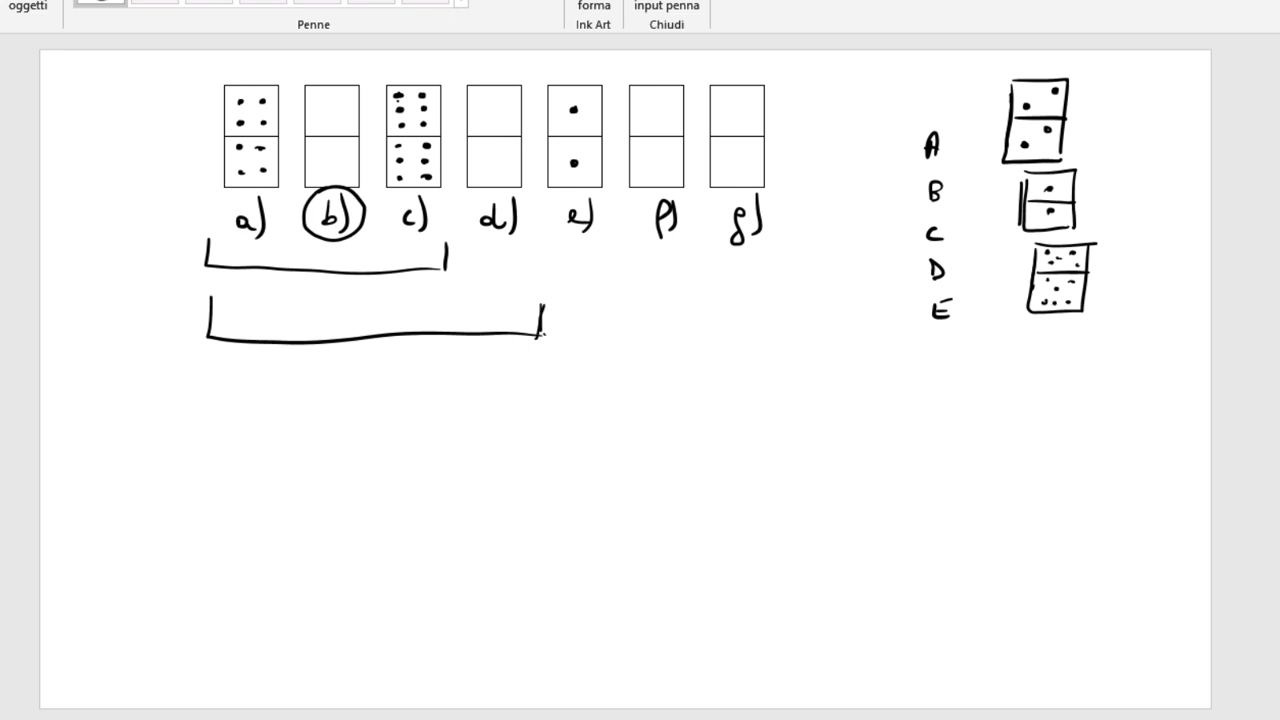 oggetti
Penne
forma
Ink Art
input penna
Chiudi
a) b) c) d) e) f) g)
A
B
C
D
E